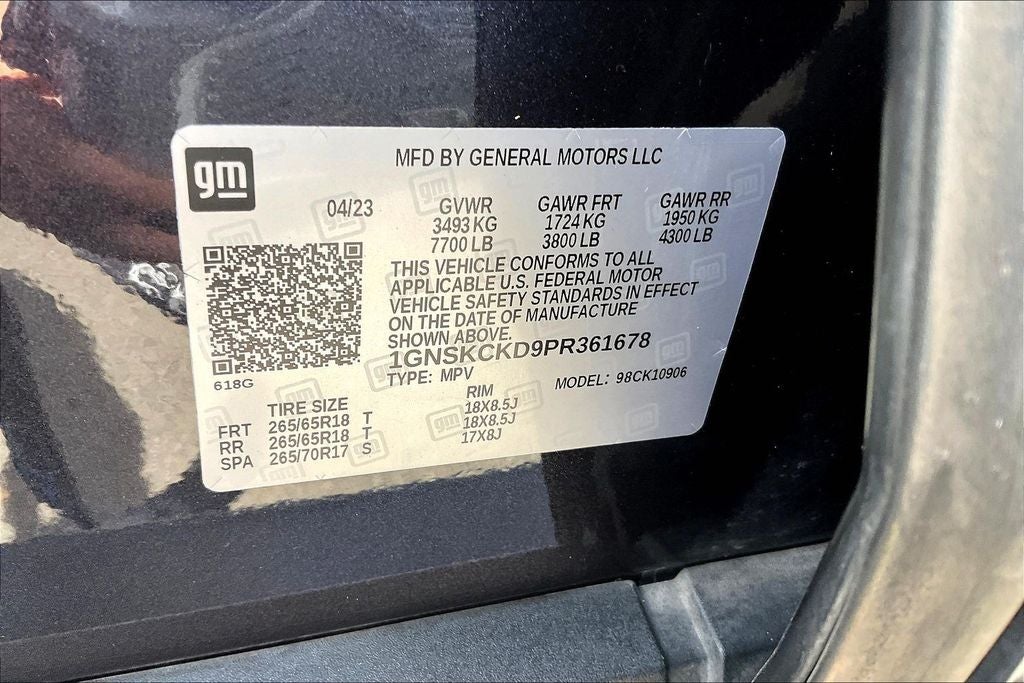 gm
MFD BY GENERAL MOTORS LLC
04/23
GVWR GAWR FRT GAWR RR
3493 KG 1724 KG 1950 KG
7700 LB 3800 LB 4300 LB
THIS VEHICLE CONFORMS TO ALL
APPLICABLE U.S. FEDERAL MOTOR
VEHICLE SAFETY STANDARDS IN EFFECT
ON THE DATE OF MANUFACTURE
SHOWN ABOVE.
1GNSKCKD9PR361678
618G
TYPE: MPV MODEL: 98CK10906
TIRE SIZE RIM
FRT 265/65R18 T 18X8.5J
RR 265/65R18 T 18X8.5J
SPA 265/70R17 S 17X8J